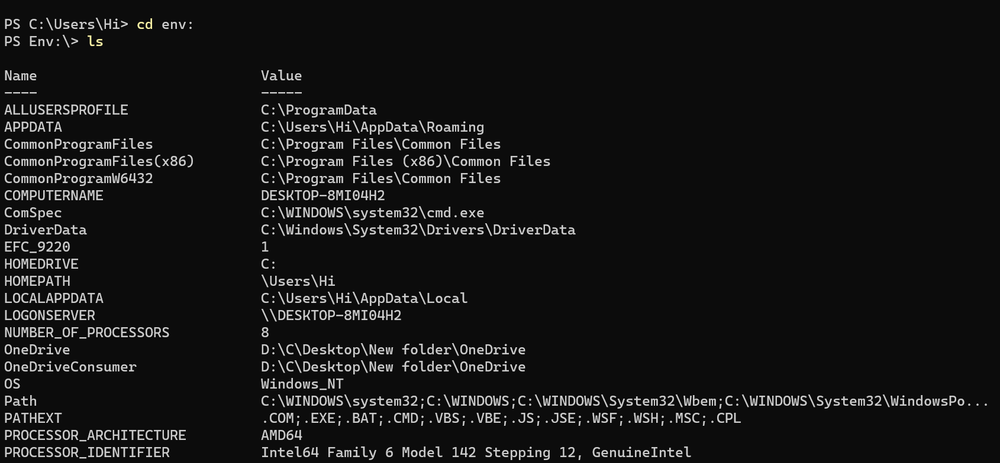 PS C:\Users\Hi> cd env:
PS Env:\> ls
Name Value
---- -----
ALLUSERSPROFILE C:\ProgramData
APPDATA C:\Users\Hi\AppData\Roaming
CommonProgramFiles C:\Program Files\Common Files
CommonProgramFiles(x86) C:\Program Files (x86)\Common Files
CommonProgramW6432 C:\Program Files\Common Files
COMPUTERNAME DESKTOP-8MI04H2
ComSpec C:\WINDOWS\system32\cmd.exe
DriverData C:\Windows\System32\Drivers\DriverData
EFC_9220 1
HOMEDRIVE C:
HOMEPATH \Users\Hi
LOCALAPPDATA C:\Users\Hi\AppData\Local
LOGONSERVER \\DESKTOP-8MI04H2
NUMBER_OF_PROCESSORS 8
OneDrive D:\C\Desktop\New folder\OneDrive
OneDriveConsumer D:\C\Desktop\New folder\OneDrive
OS Windows_NT
Path C:\WINDOWS\system32;C:\WINDOWS;C:\WINDOWS\System32\Wbem;C:\WINDOWS\System32\WindowsPo...
PATHEXT .COM;.EXE;.BAT;.CMD;.VBS;.VBE;.JS;.JSE;.WSF;.WSH;.MSC;.CPL
PROCESSOR_ARCHITECTURE AMD64
PROCESSOR_IDENTIFIER Intel64 Family 6 Model 142 Stepping 12, GenuineIntel